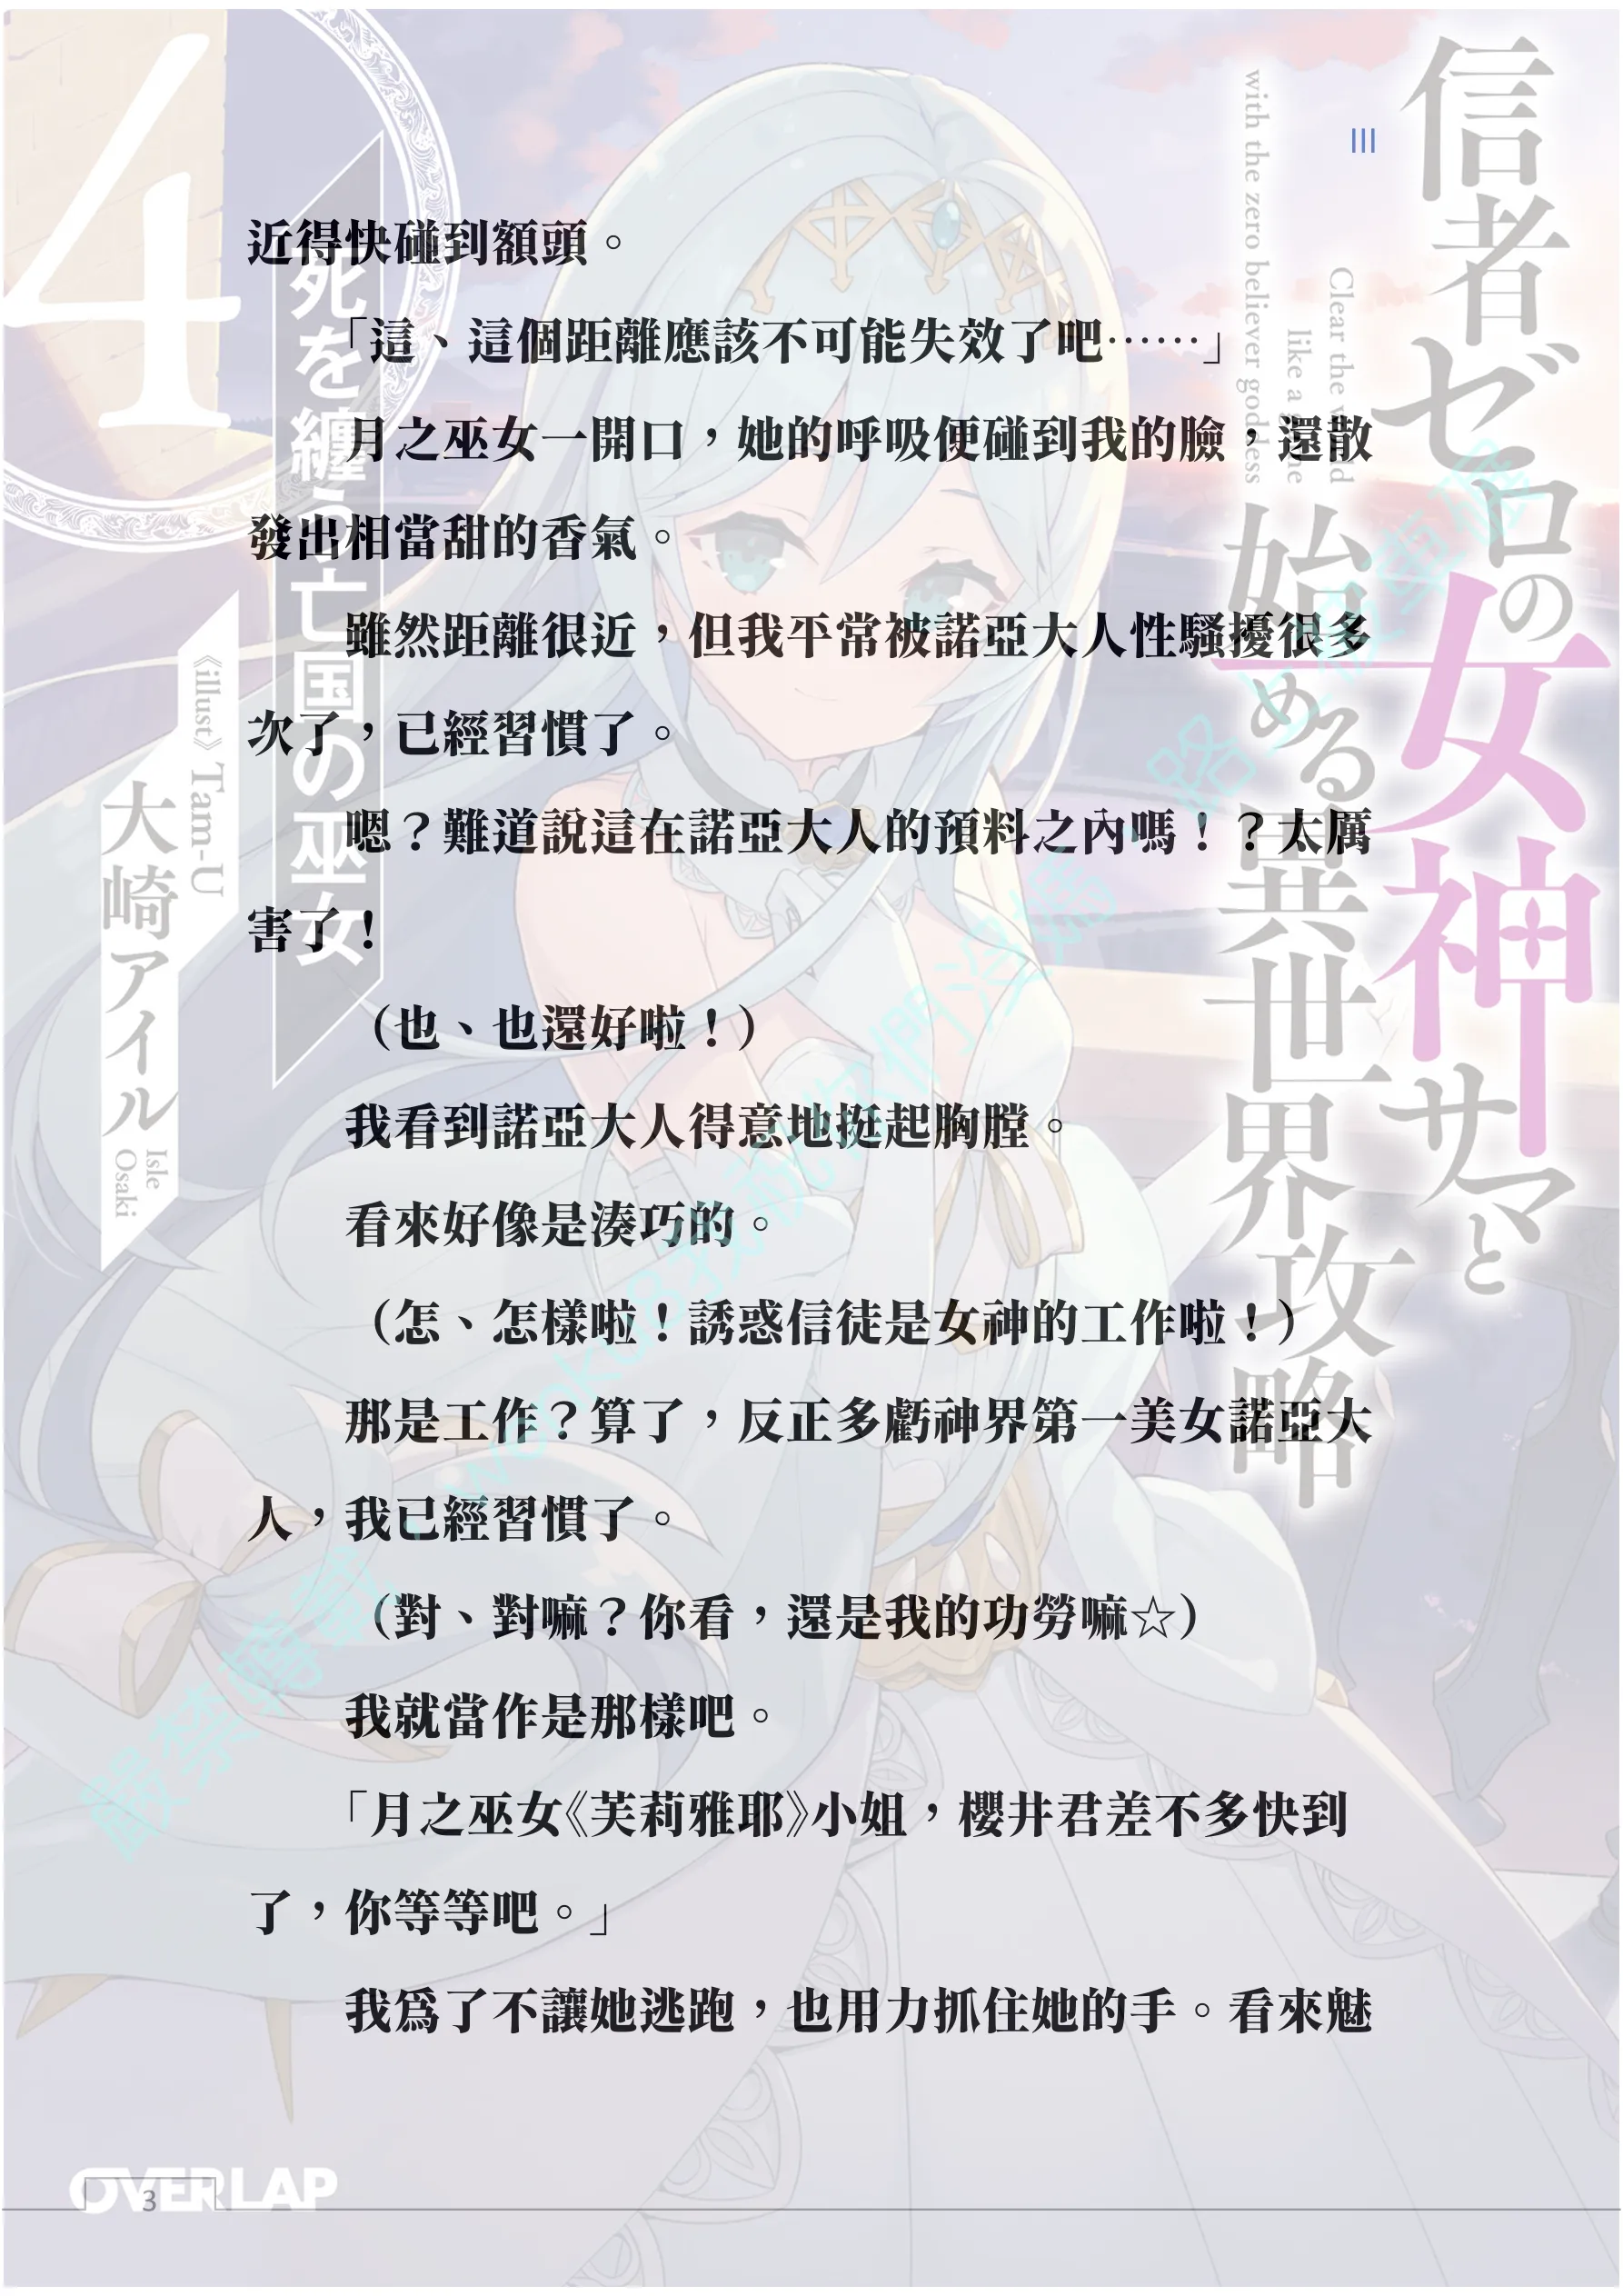 信者ゼロの女神サマと
始める異世界攻略
Clear the world
like a game
with the zero believer goddess
III
4
死を纏う亡国の巫女
《illust》 Tam-U
大崎アイル
Isle
Osaki
近得快碰到額頭。
「這、這個距離應該不可能失效了吧……」
月之巫女一開口，她的呼吸便碰到我的臉，還散
發出相當甜的香氣。
雖然距離很近，但我平常被諾亞大人性騷擾很多
次了，已經習慣了。
嗯？難道說這在諾亞大人的預料之內嗎！？太厲
害了！
（也、也還好啦！）
我看到諾亞大人得意地挺起胸膛。
看來好像是湊巧的。
（怎、怎樣啦！誘惑信徒是女神的工作啦！）
那是工作？算了，反正多虧神界第一美女諾亞大
人，我已經習慣了。
（對、對嘛？你看，還是我的功勞嘛☆）
我就當作是那樣吧。
「月之巫女《芙莉雅耶》小姐，櫻井君差不多快到
了，你等等吧。」
我爲了不讓她逃跑，也用力抓住她的手。看來魅
OVERLAP
3